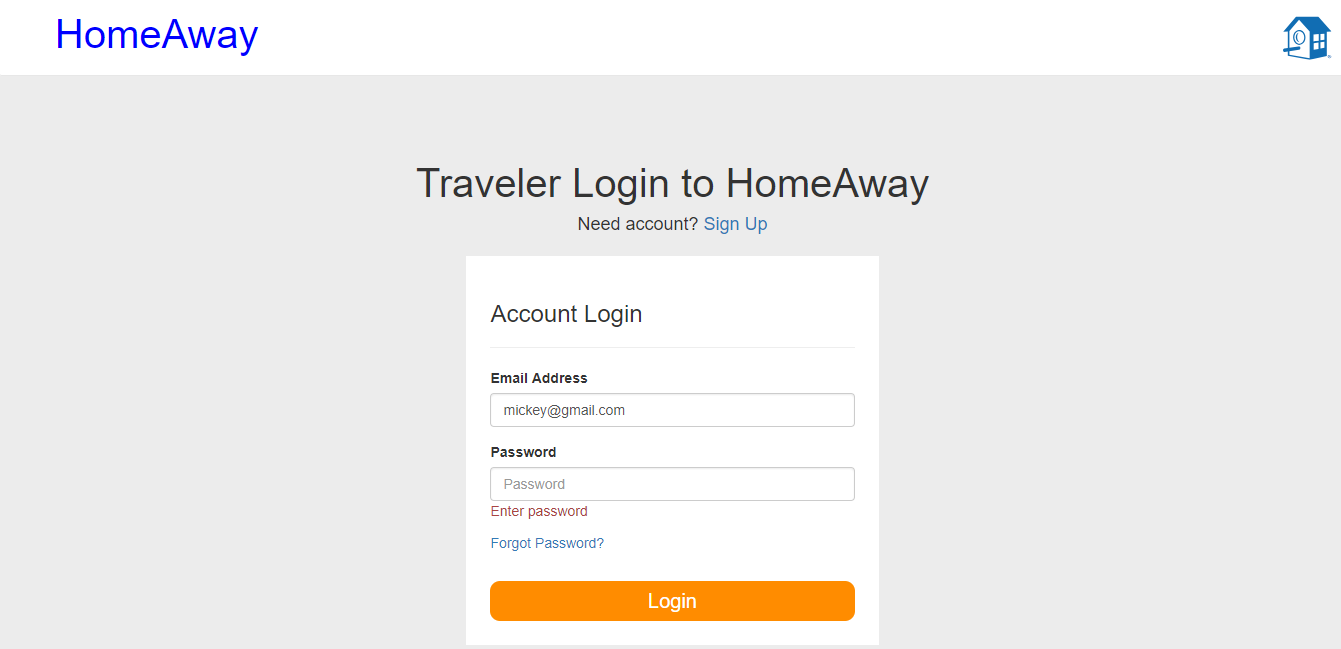 HomeAway
Traveler Login to HomeAway
Need account? Sign Up
Account Login
Email Address
mickey@gmail.com
Password
Password
Enter password
Forgot Password?
Login